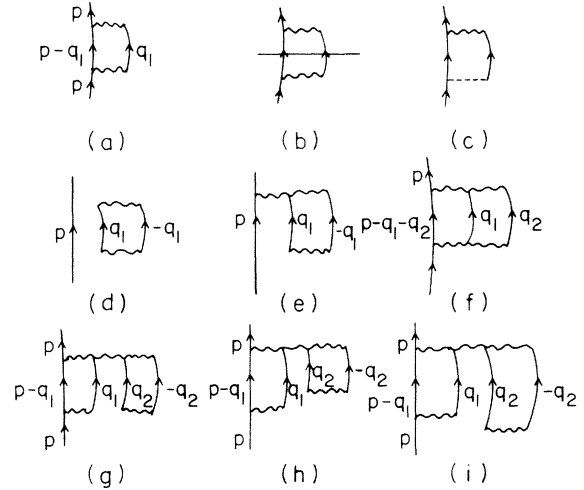 p
p − q₁ q₁
p
(a) (b) (c)
p q₁ −q₁
(d)
p q₁ −q₁
(e)
p
p−q₁−q₂ q₁ q₂
(f)
p
p−q₁ q₁ q₂ −q₂
p
(g)
p
p−q₁ q₁ q₂ −q₂
p
(h)
p
p−q₁ q₁ q₂ −q₂
p
(i)